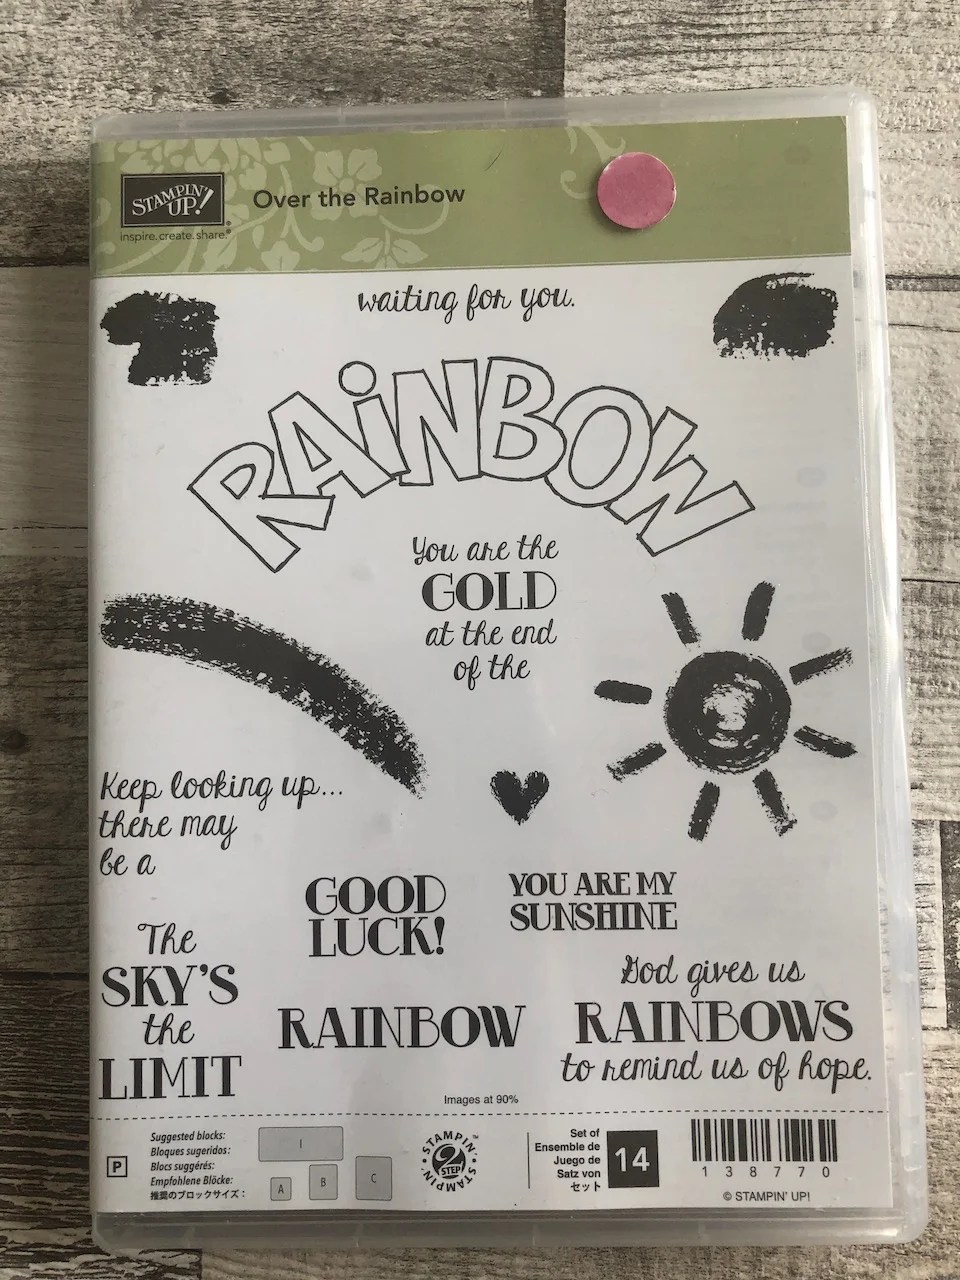 STAMPIN' UP!®
inspire.create.share.®
Over the Rainbow
waiting for you.
RAiNBOW
You are the
GOLD
at the end
of the
Keep looking up...
there may
be a
GOOD
LUCK!
YOU ARE MY
SUNSHINE
The
SKY'S
the
LIMIT
RAINBOW
God gives us
RAINBOWS
to remind us of hope.
Images at 90%
P
Suggested blocks:
Bloques sugeridos:
Blocs suggérés:
Empfohlene Blöcke:
推奨のブロックサイズ:
I
A
B
C
STAMPIN'™ 2 STEP STAMPIN'
Set of
Ensemble de
Juego de
Satz von
セット
14
138770
© STAMPIN' UP!